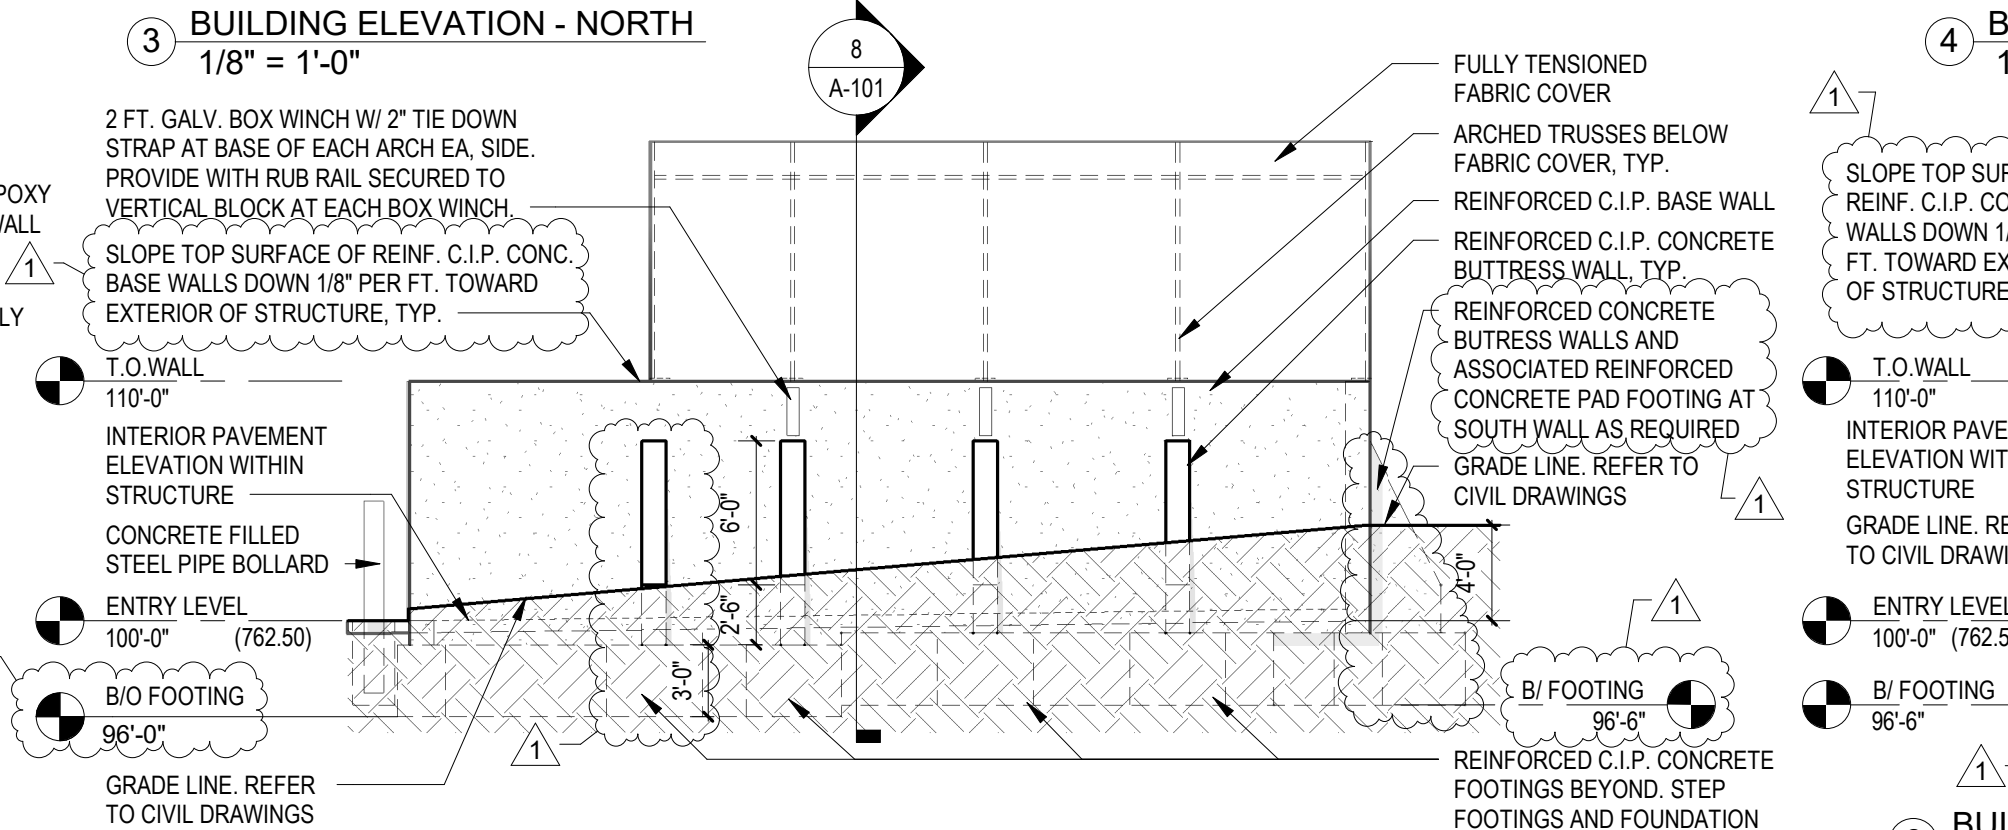 3
BUILDING ELEVATION - NORTH
1/8" = 1'-0"
8
A-101
2 FT. GALV. BOX WINCH W/ 2" TIE DOWN
STRAP AT BASE OF EACH ARCH EA, SIDE.
PROVIDE WITH RUB RAIL SECURED TO
VERTICAL BLOCK AT EACH BOX WINCH.
POXY
WALL
LY
1
SLOPE TOP SURFACE OF REINF. C.I.P. CONC.
BASE WALLS DOWN 1/8" PER FT. TOWARD
EXTERIOR OF STRUCTURE, TYP.
T.O.WALL
110'-0"
INTERIOR PAVEMENT
ELEVATION WITHIN
STRUCTURE
CONCRETE FILLED
STEEL PIPE BOLLARD
ENTRY LEVEL
100'-0" (762.50)
B/O FOOTING
96'-0"
GRADE LINE. REFER
TO CIVIL DRAWINGS
6'-0"
2'-6"
3'-0"
1
4'-0"
FULLY TENSIONED
FABRIC COVER
ARCHED TRUSSES BELOW
FABRIC COVER, TYP.
REINFORCED C.I.P. BASE WALL
REINFORCED C.I.P. CONCRETE
BUTTRESS WALL, TYP.
REINFORCED CONCRETE
BUTRESS WALLS AND
ASSOCIATED REINFORCED
CONCRETE PAD FOOTING AT
SOUTH WALL AS REQUIRED
GRADE LINE. REFER TO
CIVIL DRAWINGS
1
1
B/ FOOTING
96'-6"
REINFORCED C.I.P. CONCRETE
FOOTINGS BEYOND. STEP
FOOTINGS AND FOUNDATION
4
B
1
1
SLOPE TOP SUR
REINF. C.I.P. CO
WALLS DOWN 1/
FT. TOWARD EX
OF STRUCTURE
T.O.WALL
110'-0"
INTERIOR PAVE
ELEVATION WIT
STRUCTURE
GRADE LINE. RE
TO CIVIL DRAWI
ENTRY LEVEL
100'-0" (762.5
B/ FOOTING
96'-6"
1
BUI